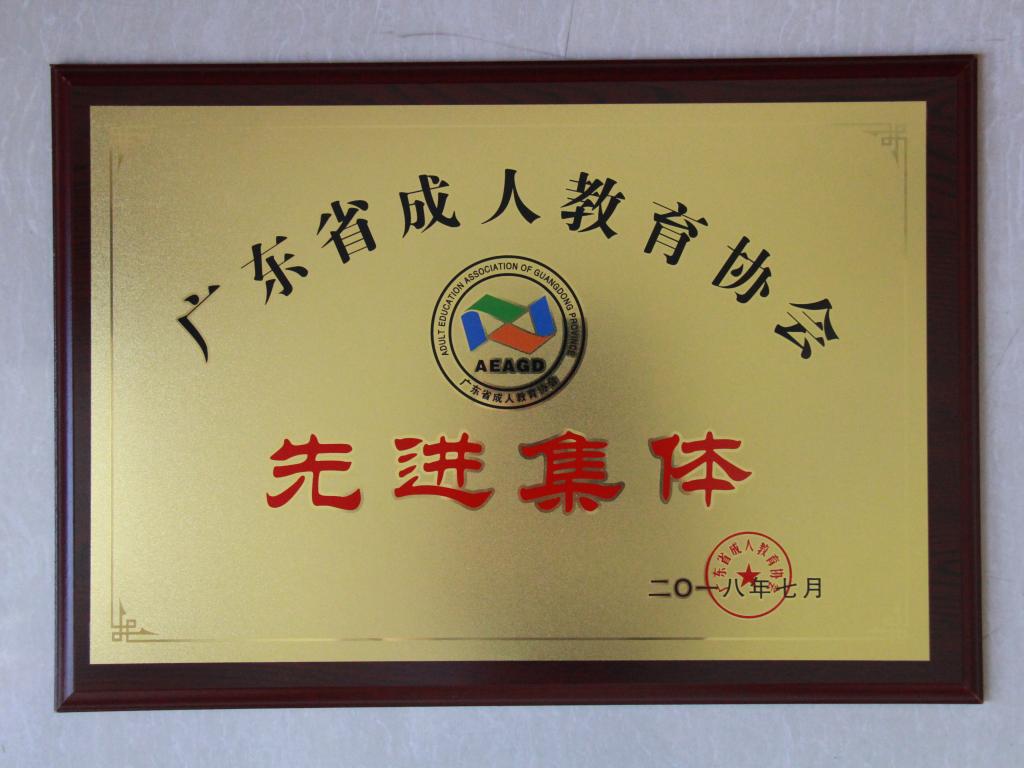 广东省成人教育协会
ADULT EDUCATION ASSOCIATION OF GUANGDONG PROVINCE
AEAGD
广东省成人教育协会
先进集体
广东省成人教育协会
二〇一八年七月